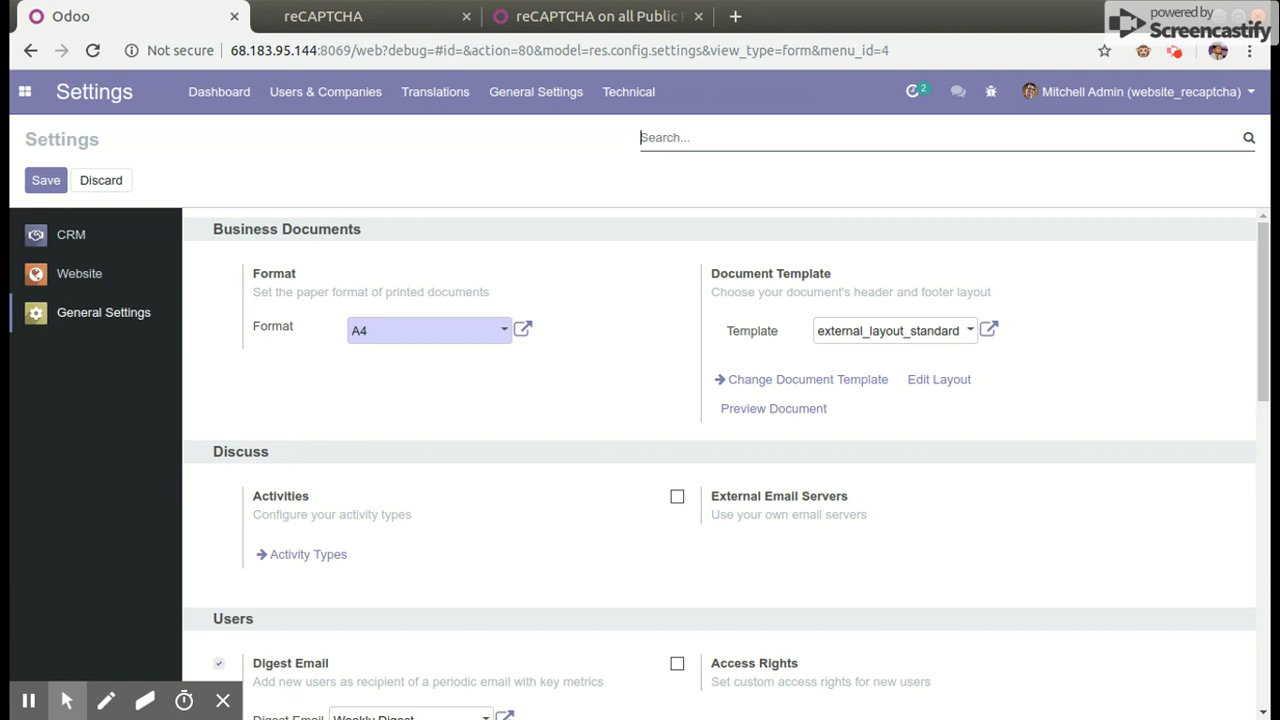 Odoo
reCAPTCHA
reCAPTCHA on all Public
powered by
Screencastify
Not secure
68.183.95.144:8069/web?debug=#id=&action=80&model=res.config.settings&view_type=form&menu_id=4
Settings
Dashboard
Users & Companies
Translations
General Settings
Technical
2
Mitchell Admin (website_recaptcha)
Settings
Search...
Save
Discard
CRM
Website
General Settings
Business Documents
Format
Set the paper format of printed documents
Format
A4
Document Template
Choose your document's header and footer layout
Template
external_layout_standard
Change Document Template
Edit Layout
Preview Document
Discuss
Activities
Configure your activity types
Activity Types
External Email Servers
Use your own email servers
Users
Digest Email
Add new users as recipient of a periodic email with key metrics
Digest Email
Weekly Digest
Access Rights
Set custom access rights for new users